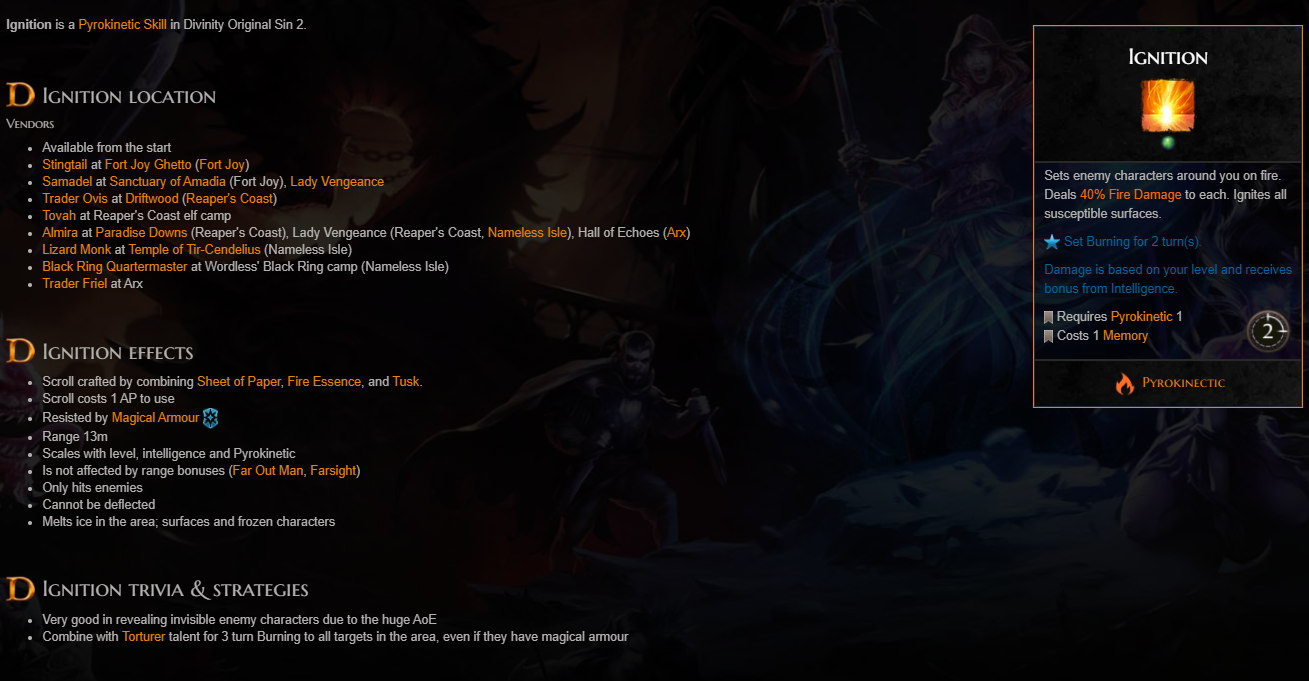 Ignition is a Pyrokinetic Skill in Divinity Original Sin 2.
Ignition location
Vendors
Available from the start
Stingtail at Fort Joy Ghetto (Fort Joy)
Samadel at Sanctuary of Amadia (Fort Joy), Lady Vengeance
Trader Ovis at Driftwood (Reaper's Coast)
Tovah at Reaper's Coast elf camp
Almira at Paradise Downs (Reaper's Coast), Lady Vengeance (Reaper's Coast, Nameless Isle), Hall of Echoes (Arx)
Lizard Monk at Temple of Tir-Cendelius (Nameless Isle)
Black Ring Quartermaster at Wordless' Black Ring camp (Nameless Isle)
Trader Friel at Arx
Ignition effects
Scroll crafted by combining Sheet of Paper, Fire Essence, and Tusk.
Scroll costs 1 AP to use
Resisted by Magical Armour
Range 13m
Scales with level, intelligence and Pyrokinetic
Is not affected by range bonuses (Far Out Man, Farsight)
Only hits enemies
Cannot be deflected
Melts ice in the area; surfaces and frozen characters
Ignition trivia & strategies
Very good in revealing invisible enemy characters due to the huge AoE
Combine with Torturer talent for 3 turn Burning to all targets in the area, even if they have magical armour
Ignition
Sets enemy characters around you on fire.
Deals 40% Fire Damage to each. Ignites all
susceptible surfaces.
Set Burning for 2 turn(s).
Damage is based on your level and receives
bonus from Intelligence.
Requires Pyrokinetic 1
Costs 1 Memory
2
Pyrokinectic